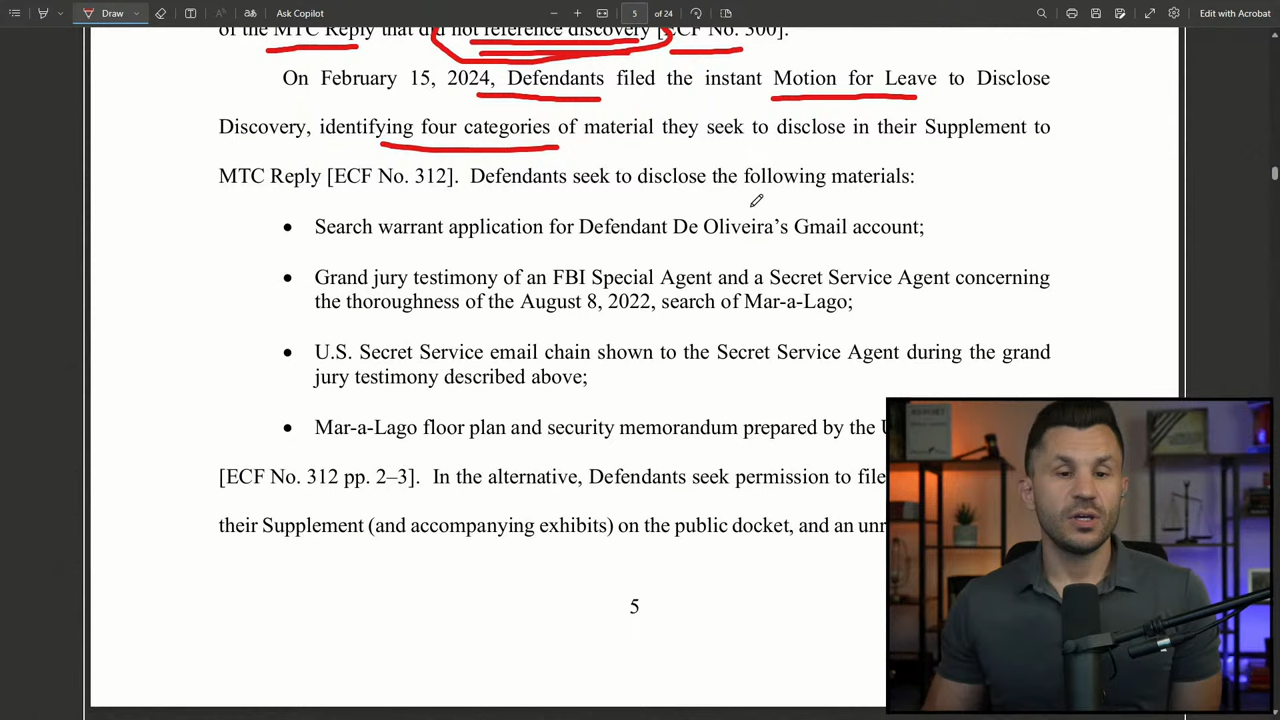 Draw
Ask Copilot
5
of 24
Edit with Acrobat
of the MTC Reply that did not reference discovery [ECF No. 300].
On February 15, 2024, Defendants filed the instant Motion for Leave to Disclose
Discovery, identifying four categories of material they seek to disclose in their Supplement to
MTC Reply [ECF No. 312]. Defendants seek to disclose the following materials:
• Search warrant application for Defendant De Oliveira’s Gmail account;
• Grand jury testimony of an FBI Special Agent and a Secret Service Agent concerning
the thoroughness of the August 8, 2022, search of Mar-a-Lago;
• U.S. Secret Service email chain shown to the Secret Service Agent during the grand
jury testimony described above;
• Mar-a-Lago floor plan and security memorandum prepared by the
[ECF No. 312 pp. 2–3]. In the alternative, Defendants seek permission to file
their Supplement (and accompanying exhibits) on the public docket, and an
5